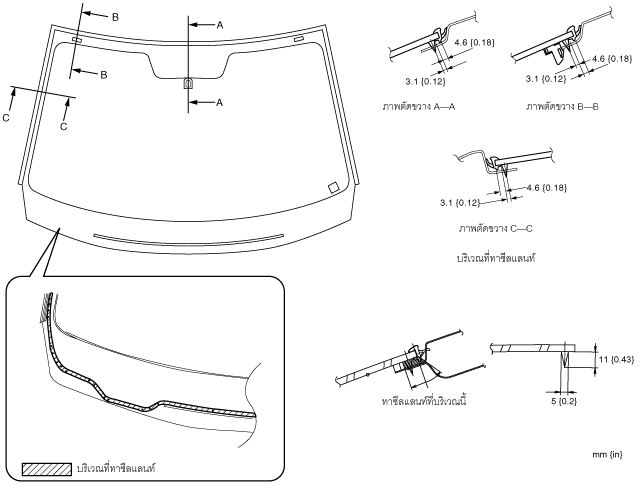 A
A
B
B
C
C
4.6 {0.18}
3.1 {0.12}
ภาพตัดขวาง A—A
4.6 {0.18}
3.1 {0.12}
ภาพตัดขวาง B—B
4.6 {0.18}
3.1 {0.12}
ภาพตัดขวาง C—C
บริเวณที่ทาซีลแลนท์
ทาซีลแลนท์ที่บริเวณนี้
11 {0.43}
5 {0.2}
บริเวณที่ทาซีลแลนท์
mm {in}